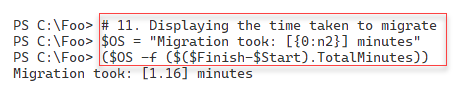 PS C:\Foo> # 11. Displaying the time taken to migrate
PS C:\Foo> $OS = "Migration took: [{0:n2}] minutes"
PS C:\Foo> ($OS -f ($($Finish-$Start).TotalMinutes))
Migration took: [1.16] minutes